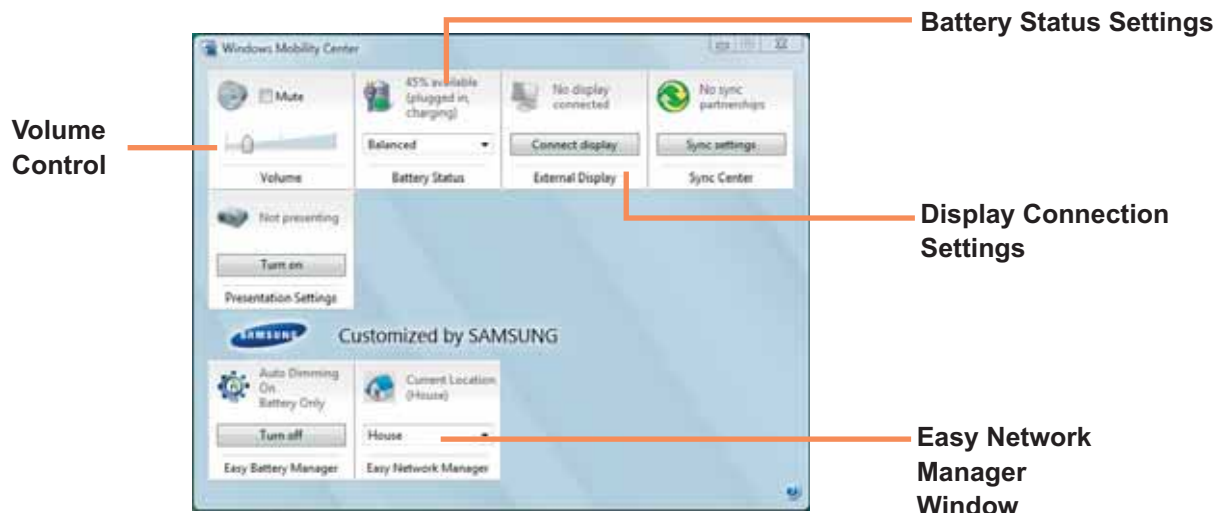 Battery Status Settings
Windows Mobility Center
Mute
45% available
(plugged in,
charging)
No display
connected
No sync
partnerships
Volume
Control
Balanced
Connect display
Sync settings
Volume
Battery Status
External Display
Sync Center
Not presenting
Display Connection
Settings
Turn on
Presentation Settings
SAMSUNG
Customized by SAMSUNG
Auto Dimming
On
Battery Only
Current Location
(House)
Turn off
House
Easy Network
Manager
Window
Easy Battery Manager
Easy Network Manager